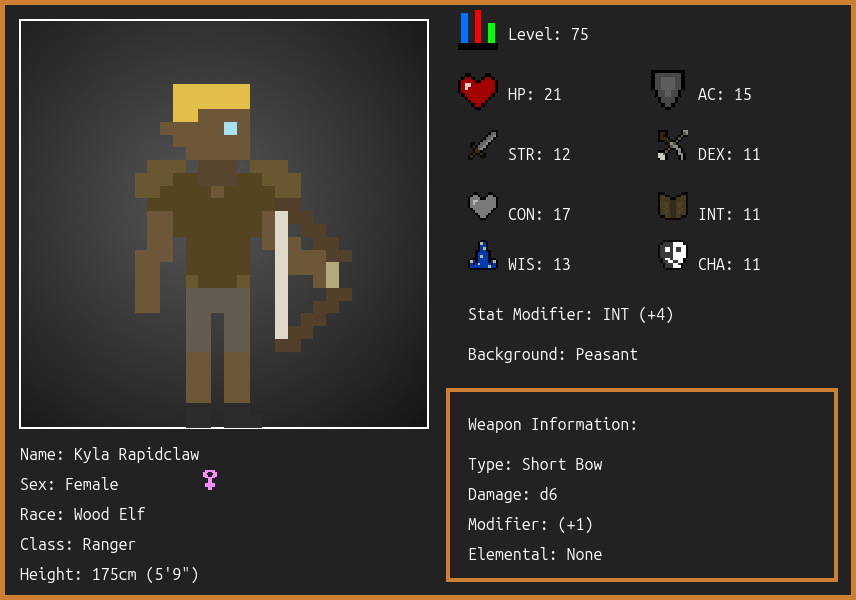 Level: 75
HP: 21
AC: 15
STR: 12
DEX: 11
CON: 17
INT: 11
WIS: 13
CHA: 11
Stat Modifier: INT (+4)
Background: Peasant
Weapon Information:
Type: Short Bow
Damage: d6
Modifier: (+1)
Elemental: None
Name: Kyla Rapidclaw
Sex: Female
Race: Wood Elf
Class: Ranger
Height: 175cm (5'9")